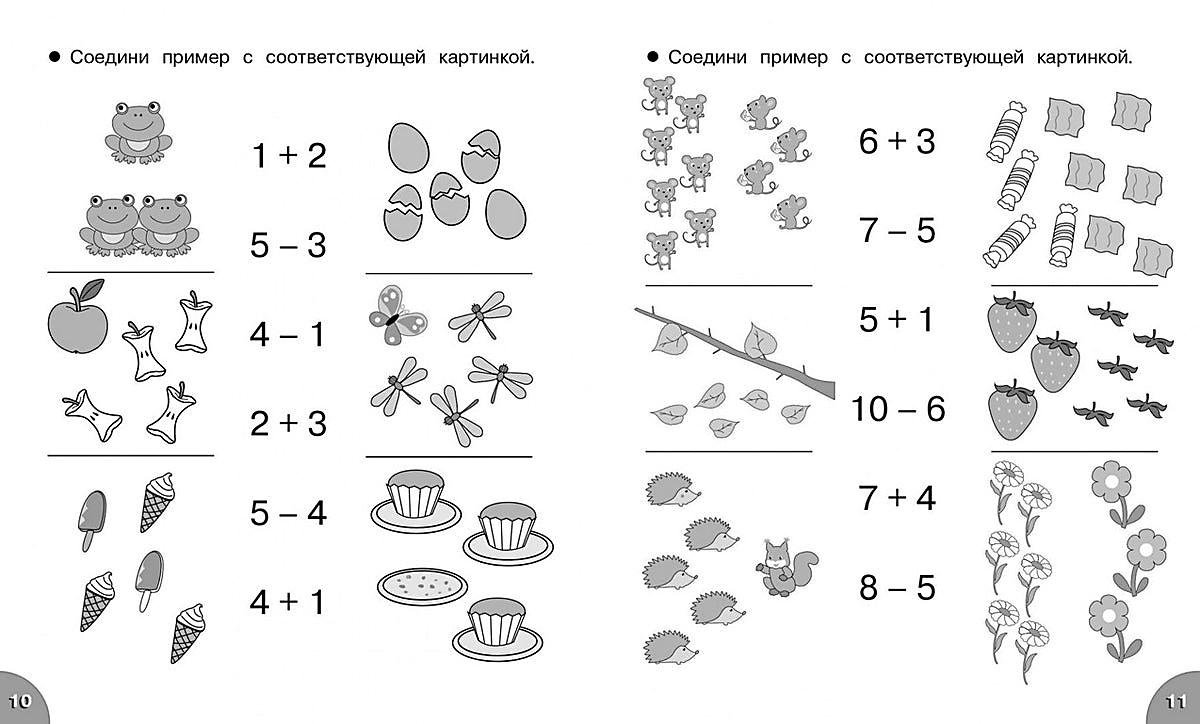 ● Соедини пример с соответствующей картинкой.
1 + 2
5 – 3
4 – 1
2 + 3
5 – 4
4 + 1
10
● Соедини пример с соответствующей картинкой.
6 + 3
7 – 5
5 + 1
10 – 6
7 + 4
8 – 5
11